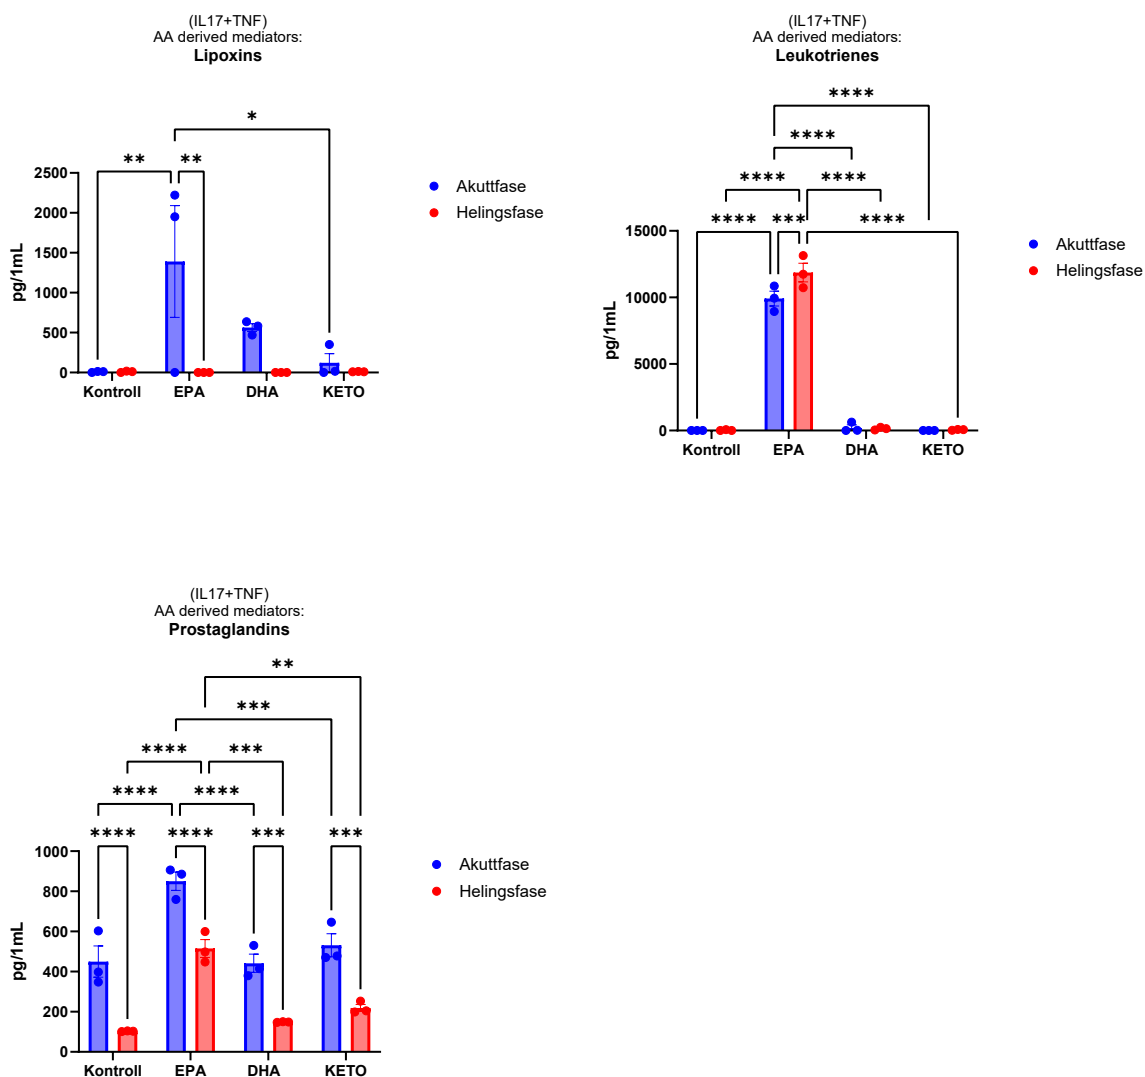 (IL17+TNF)
AA derived mediators:
Lipoxins
*
** **
2500
2000
1500
1000
500
0
pg/1mL
Kontroll EPA DHA KETO
Akuttfase
Helingsfase
(IL17+TNF)
AA derived mediators:
Leukotrienes
****
****
**** ****
**** *** ****
15000
10000
5000
0
pg/1mL
Kontroll EPA DHA KETO
Akuttfase
Helingsfase
(IL17+TNF)
AA derived mediators:
Prostaglandins
**
***
**** ***
**** ****
**** **** *** ***
1000
800
600
400
200
0
pg/1mL
Kontroll EPA DHA KETO
Akuttfase
Helingsfase